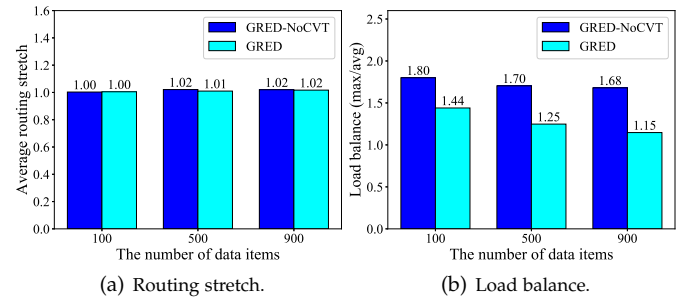 1.6
1.4
1.2
1.0
0.8
0.6
0.4
0.2
0.0
Average routing stretch
GRED-NoCVT
GRED
1.00 1.00
1.02 1.01
1.02 1.02
100 500 900
The number of data items
(a) Routing stretch.
2.5
2.0
1.5
1.0
0.5
0.0
Load balance (max/avg)
GRED-NoCVT
GRED
1.80
1.44
1.70
1.25
1.68
1.15
100 500 900
The number of data items
(b) Load balance.